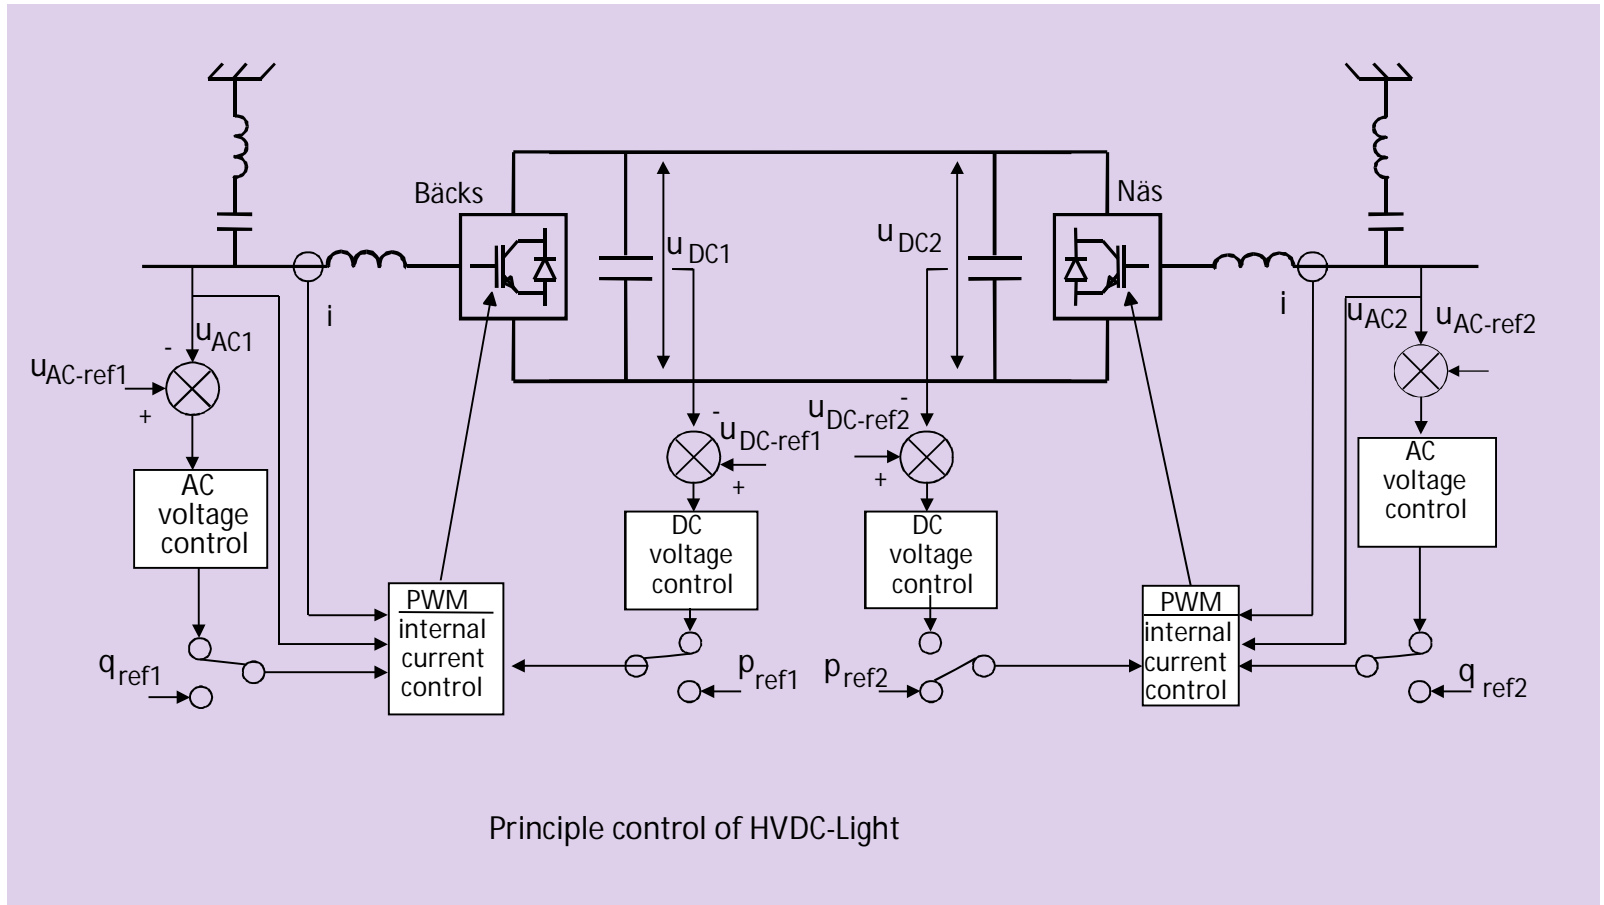 Bäcks
Näs
u DC1
u DC2
i
i
u AC1
u AC2
u AC-ref2
-
u AC-ref1
+
-
u DC-ref1
+
u DC-ref2
-
+
AC
voltage
control
DC
voltage
control
DC
voltage
control
AC
voltage
control
PWM
internal
current
control
PWM
internal
current
control
q ref1
p ref1
p ref2
q ref2
Principle control of HVDC-Light